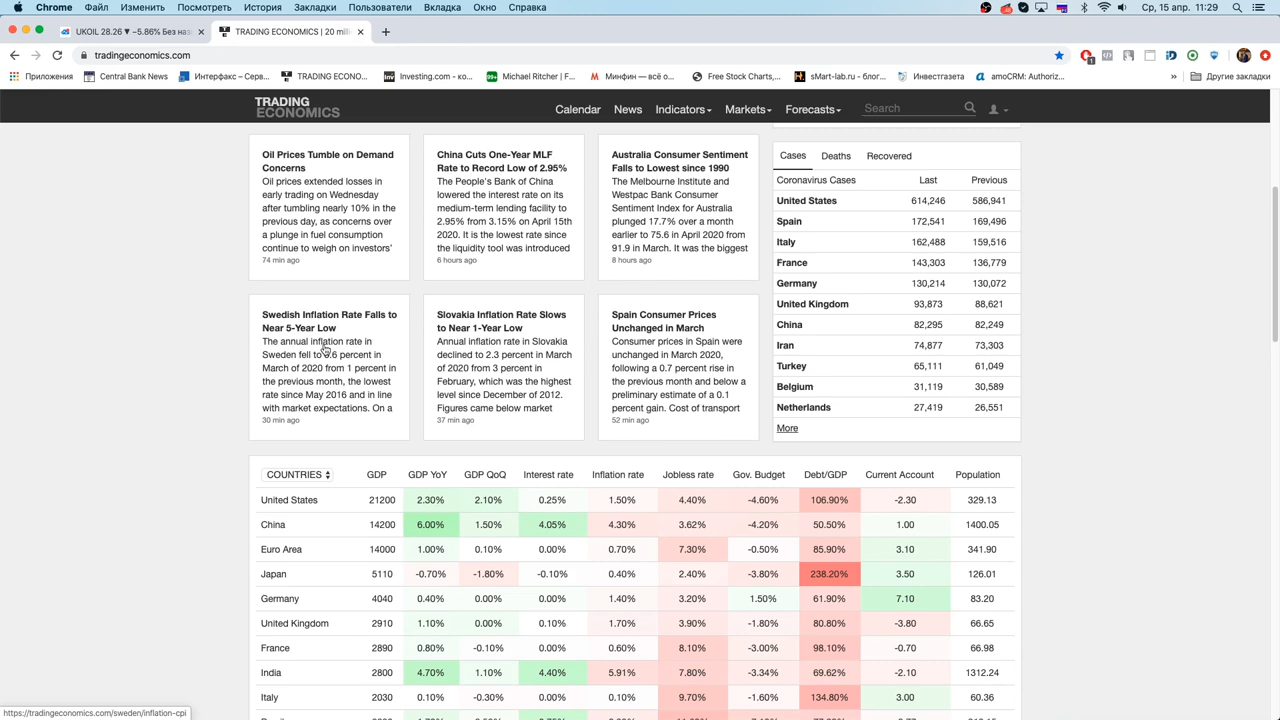 Chrome Файл Изменить Посмотреть История Закладки Пользователи Вкладка Окно Справка Ср, 15 апр. 11:29
UKOIL 28.26 ▼ −5.86% Без наз
TRADING ECONOMICS | 20 milli
tradingeconomics.com
Приложения Central Bank News Интерфакс – Серв... TRADING ECONO... Investing.com - ко... Michael Ritcher | F... Минфин — всё о... Free Stock Charts,... sMart-lab.ru - блог... Инвестгазета amoCRM: Authoriz... » Другие закладки
TRADING
ECONOMICS
Calendar News Indicators Markets Forecasts Search
Oil Prices Tumble on Demand
Concerns
Oil prices extended losses in
early trading on Wednesday
after tumbling nearly 10% in the
previous day, as concerns over
a plunge in fuel consumption
continue to weigh on investors'
74 min ago
China Cuts One-Year MLF
Rate to Record Low of 2.95%
The People's Bank of China
lowered the interest rate on its
medium-term lending facility to
2.95% from 3.15% on April 15th
2020. It is the lowest rate since
the liquidity tool was introduced
6 hours ago
Australia Consumer Sentiment
Falls to Lowest since 1990
The Melbourne Institute and
Westpac Bank Consumer
Sentiment Index for Australia
plunged 17.7% over a month
earlier to 75.6 in April 2020 from
91.9 in March. It was the biggest
8 hours ago
Swedish Inflation Rate Falls to
Near 5-Year Low
The annual inflation rate in
Sweden fell to 0.6 percent in
March of 2020 from 1 percent in
the previous month, the lowest
rate since May 2016 and in line
with market expectations. On a
30 min ago
Slovakia Inflation Rate Slows
to Near 1-Year Low
Annual inflation rate in Slovakia
declined to 2.3 percent in March
of 2020 from 3 percent in
February, which was the highest
level since December of 2012.
Figures came below market
37 min ago
Spain Consumer Prices
Unchanged in March
Consumer prices in Spain were
unchanged in March 2020,
following a 0.7 percent rise in
the previous month and below a
preliminary estimate of a 0.1
percent gain. Cost of transport
52 min ago
Cases Deaths Recovered
Coronavirus Cases Last Previous
United States 614,246 586,941
Spain 172,541 169,496
Italy 162,488 159,516
France 143,303 136,779
Germany 130,214 130,072
United Kingdom 93,873 88,621
China 82,295 82,249
Iran 74,877 73,303
Turkey 65,111 61,049
Belgium 31,119 30,589
Netherlands 27,419 26,551
More
COUNTRIES GDP GDP YoY GDP QoQ Interest rate Inflation rate Jobless rate Gov. Budget Debt/GDP Current Account Population
United States 21200 2.30% 2.10% 0.25% 1.50% 4.40% -4.60% 106.90% -2.30 329.13
China 14200 6.00% 1.50% 4.05% 4.30% 3.62% -4.20% 50.50% 1.00 1400.05
Euro Area 14000 1.00% 0.10% 0.00% 0.70% 7.30% -0.50% 85.90% 3.10 341.90
Japan 5110 -0.70% -1.80% -0.10% 0.40% 2.40% -3.80% 238.20% 3.50 126.01
Germany 4040 0.40% 0.00% 0.00% 1.40% 3.20% 1.50% 61.90% 7.10 83.20
United Kingdom 2910 1.10% 0.00% 0.10% 1.70% 3.90% -1.80% 80.80% -3.80 66.65
France 2890 0.80% -0.10% 0.00% 0.60% 8.10% -3.00% 98.10% -0.70 66.98
India 2800 4.70% 1.10% 4.40% 5.91% 7.80% -3.34% 69.62% -2.10 1312.24
Italy 2030 0.10% -0.30% 0.00% 0.10% 9.70% -1.60% 134.80% 3.00 60.36
https://tradingeconomics.com/sweden/inflation-cpi